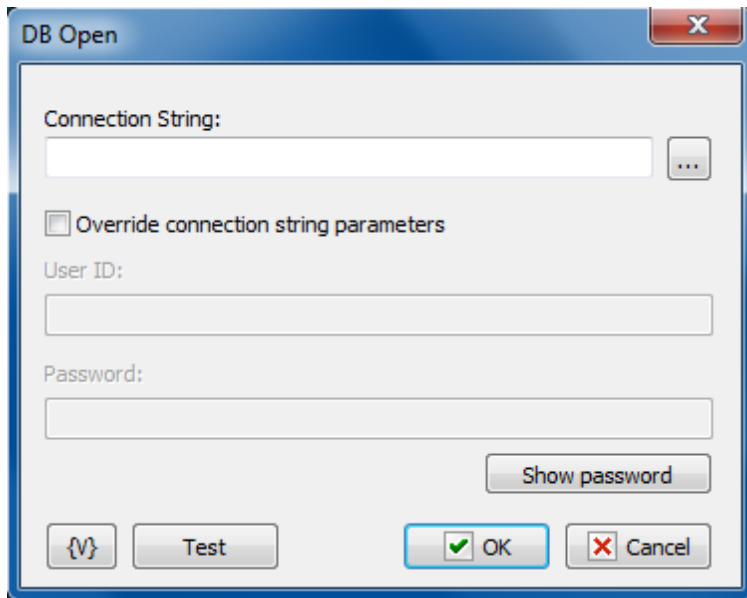 DB Open
Connection String:
...
Override connection string parameters
User ID:
Password:
Show password
{V} Test OK Cancel